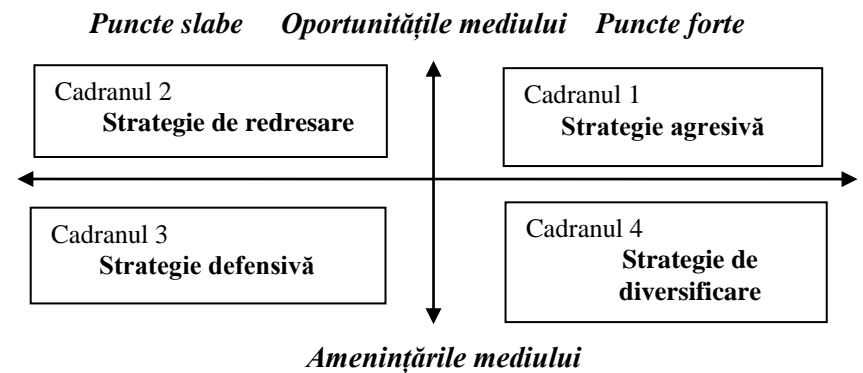 Puncte slabe Oportunitățile mediului Puncte forte
Cadranul 2
Strategie de redresare
Cadranul 1
Strategie agresivă
Cadranul 3
Strategie defensivă
Cadranul 4
Strategie de
diversificare
Amenințările mediului